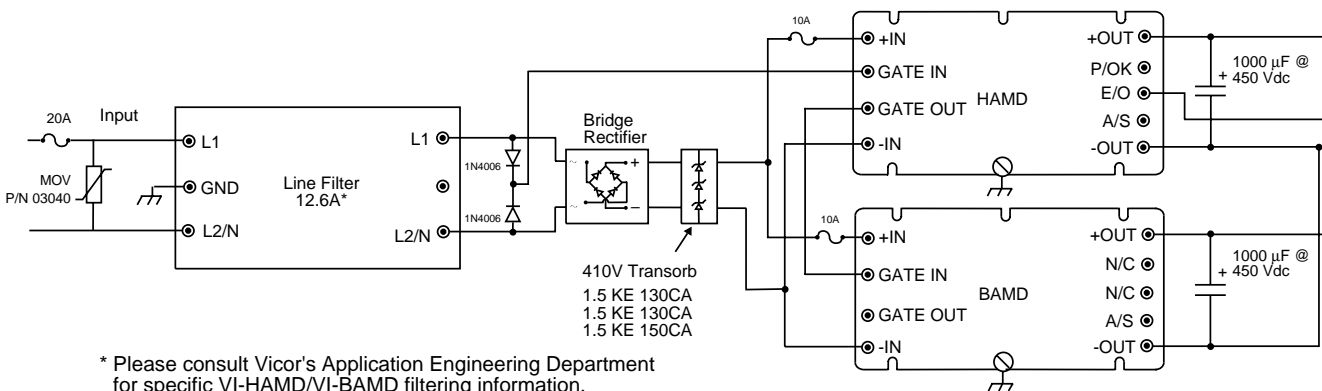 20A
Input
MOV
P/N 03040
L1
GND
L2/N
Line Filter
12.6A*
L1
L2/N
1N4006
1N4006
Bridge
Rectifier
~
~
+
–
410V Transorb
1.5 KE 130CA
1.5 KE 130CA
1.5 KE 150CA
10A
+IN
GATE IN
GATE OUT
-IN
HAMD
+OUT
P/OK
E/O
A/S
-OUT
+
1000 µF @
450 Vdc
10A
+IN
GATE IN
GATE OUT
-IN
BAMD
+OUT
N/C
N/C
A/S
-OUT
+
1000 µF @
450 Vdc
* Please consult Vicor's Application Engineering Department
for specific VI-HAMD/VI-BAMD filtering information.